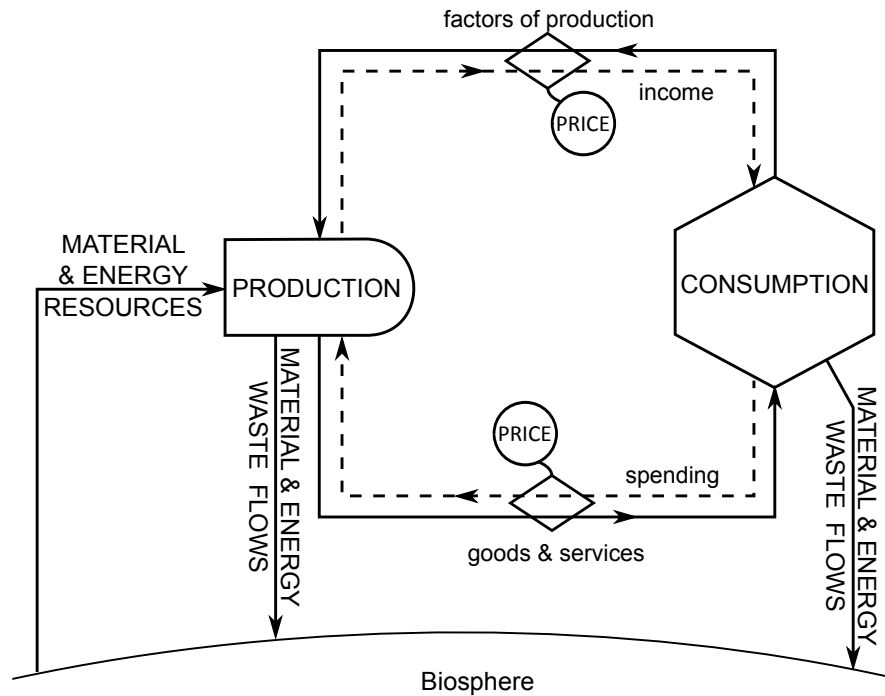 factors of production
income
PRICE
MATERIAL
& ENERGY
RESOURCES
PRODUCTION
CONSUMPTION
MATERIAL & ENERGY
WASTE FLOWS
PRICE
spending
goods & services
MATERIAL & ENERGY
WASTE FLOWS
Biosphere